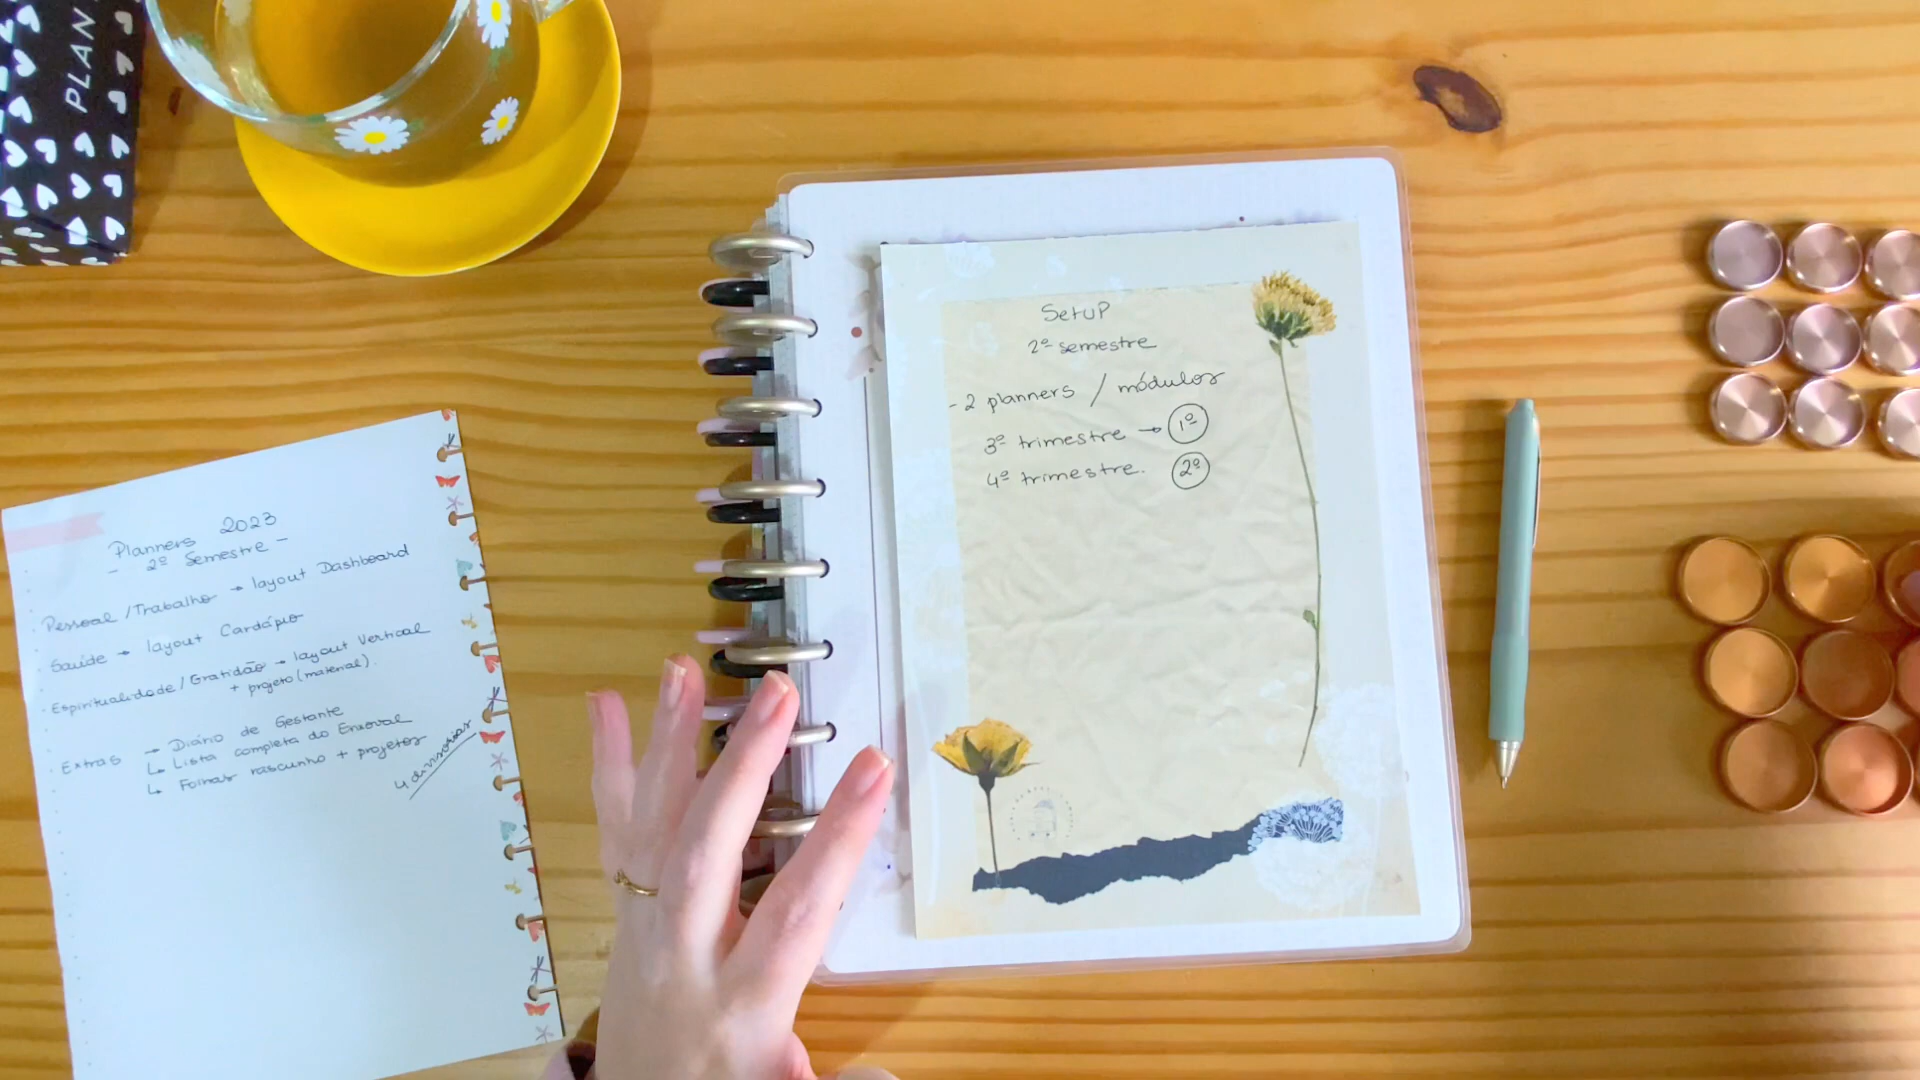 PLAN
Planners 2023
- 2º Semestre -
· Pessoal / Trabalho → layout Dashboard
· Saúde → layout Cardápio
· Espiritualidade / Gratidão → layout Vertical
+ projeto (material).
· Extras → Diário de Gestante
↳ Lista completa do Enxoval
↳ Folhas rascunho + projetos
4 divisórias
Setup
2º semestre
- 2 planners / módulos
3º trimestre → 1º
4º trimestre. 2º